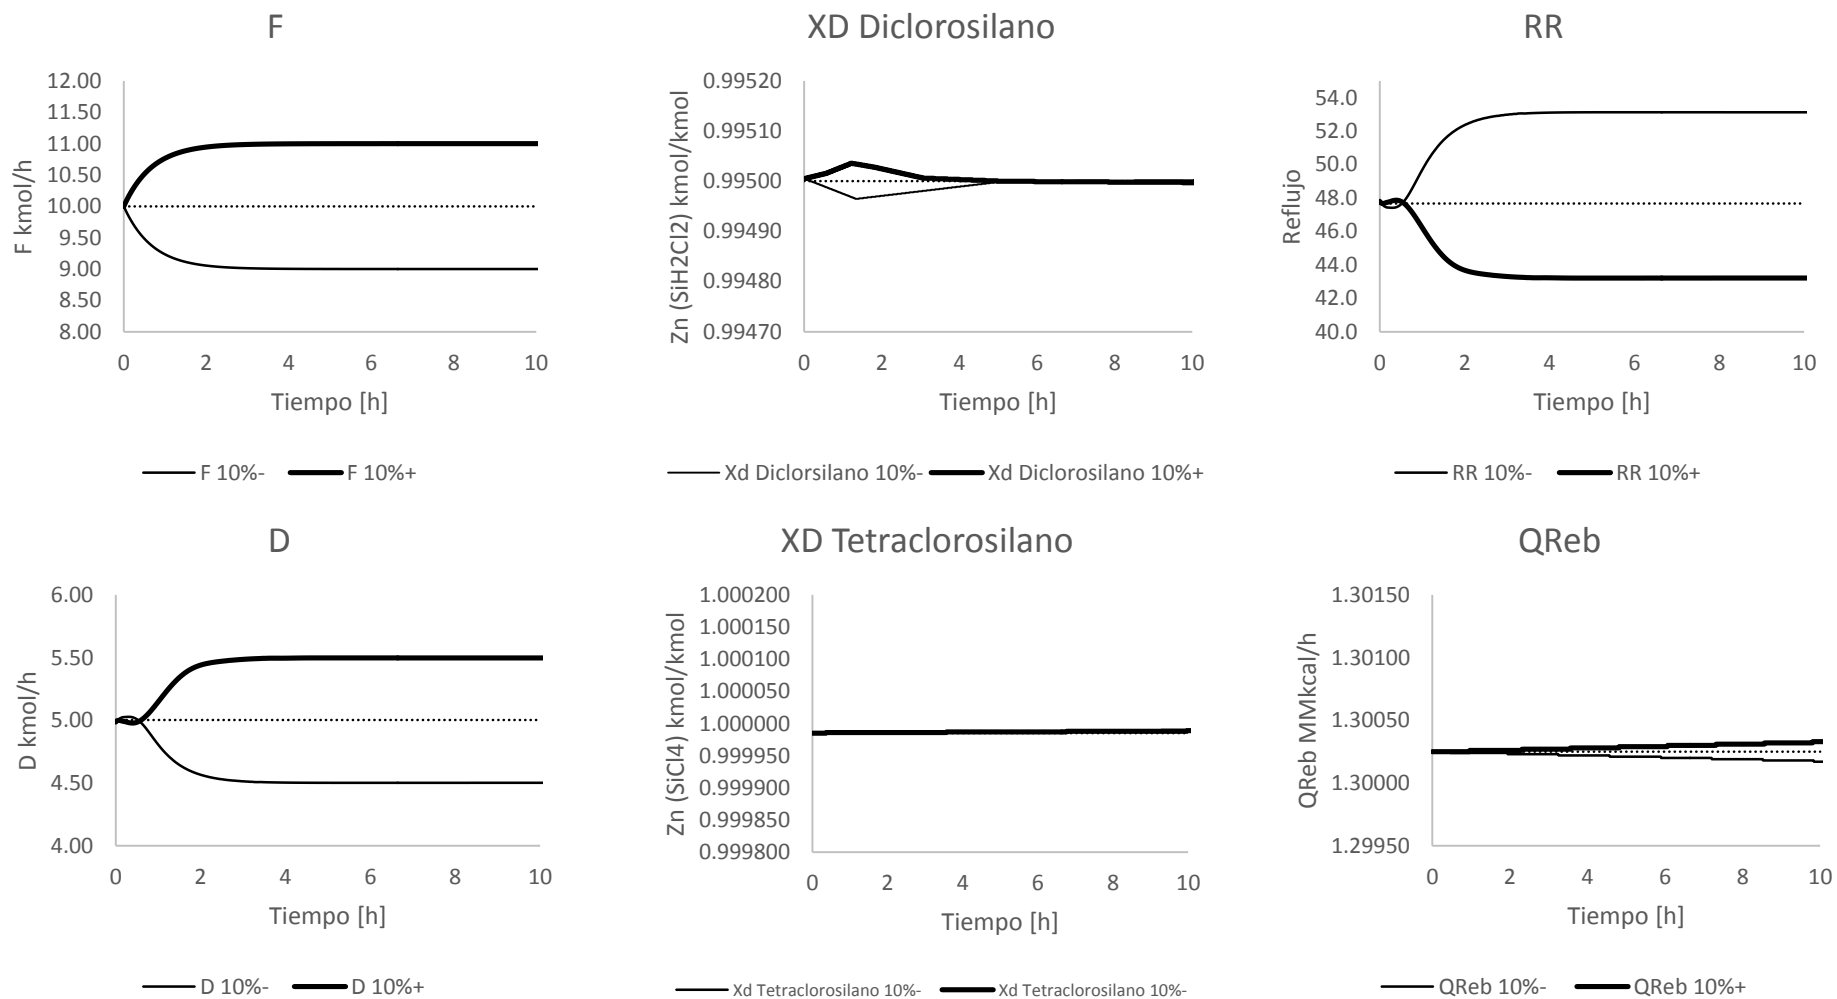 F
F kmol/h
12.00
11.50
11.00
10.50
10.00
9.50
9.00
8.50
8.00
0 2 4 6 8 10
Tiempo [h]
F 10%- F 10%+
XD Diclorosilano
Zn (SiH2Cl2) kmol/kmol
0.99520
0.99510
0.99500
0.99490
0.99480
0.99470
0 2 4 6 8 10
Tiempo [h]
Xd Diclorsilano 10%- Xd Diclorosilano 10%+
RR
Reflujo
54.0
52.0
50.0
48.0
46.0
44.0
42.0
40.0
0 2 4 6 8 10
Tiempo [h]
RR 10%- RR 10%+
D
D kmol/h
6.00
5.50
5.00
4.50
4.00
0 2 4 6 8 10
Tiempo [h]
D 10%- D 10%+
XD Tetraclorosilano
Zn (SiCl4) kmol/kmol
1.000200
1.000150
1.000100
1.000050
1.000000
0.999950
0.999900
0.999850
0.999800
0 2 4 6 8 10
Tiempo [h]
Xd Tetraclorosilano 10%- Xd Tetraclorosilano 10%-
QReb
QReb MMkcal/h
1.30150
1.30100
1.30050
1.30000
1.29950
0 2 4 6 8 10
Tiempo [h]
QReb 10%- QReb 10%+